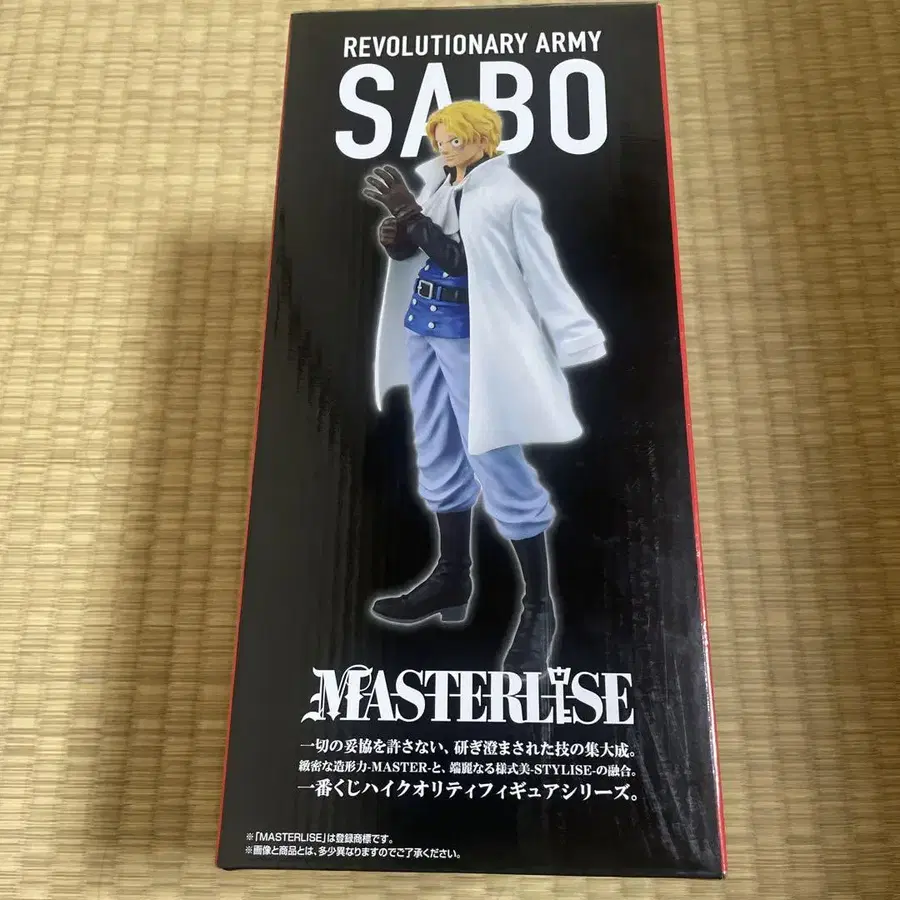 REVOLUTIONARY ARMY
SABO
MASTERLISE
一切の妥協を許さない、研ぎ澄まされた技の集大成。
緻密な造形力-MASTER-と、端麗なる様式美-STYLISE-の融合。
一番くじハイクオリティフィギュアシリーズ。
※「MASTERLISE」は登録商標です。
※画像と商品とは、多少異なりますのでご了承ください。